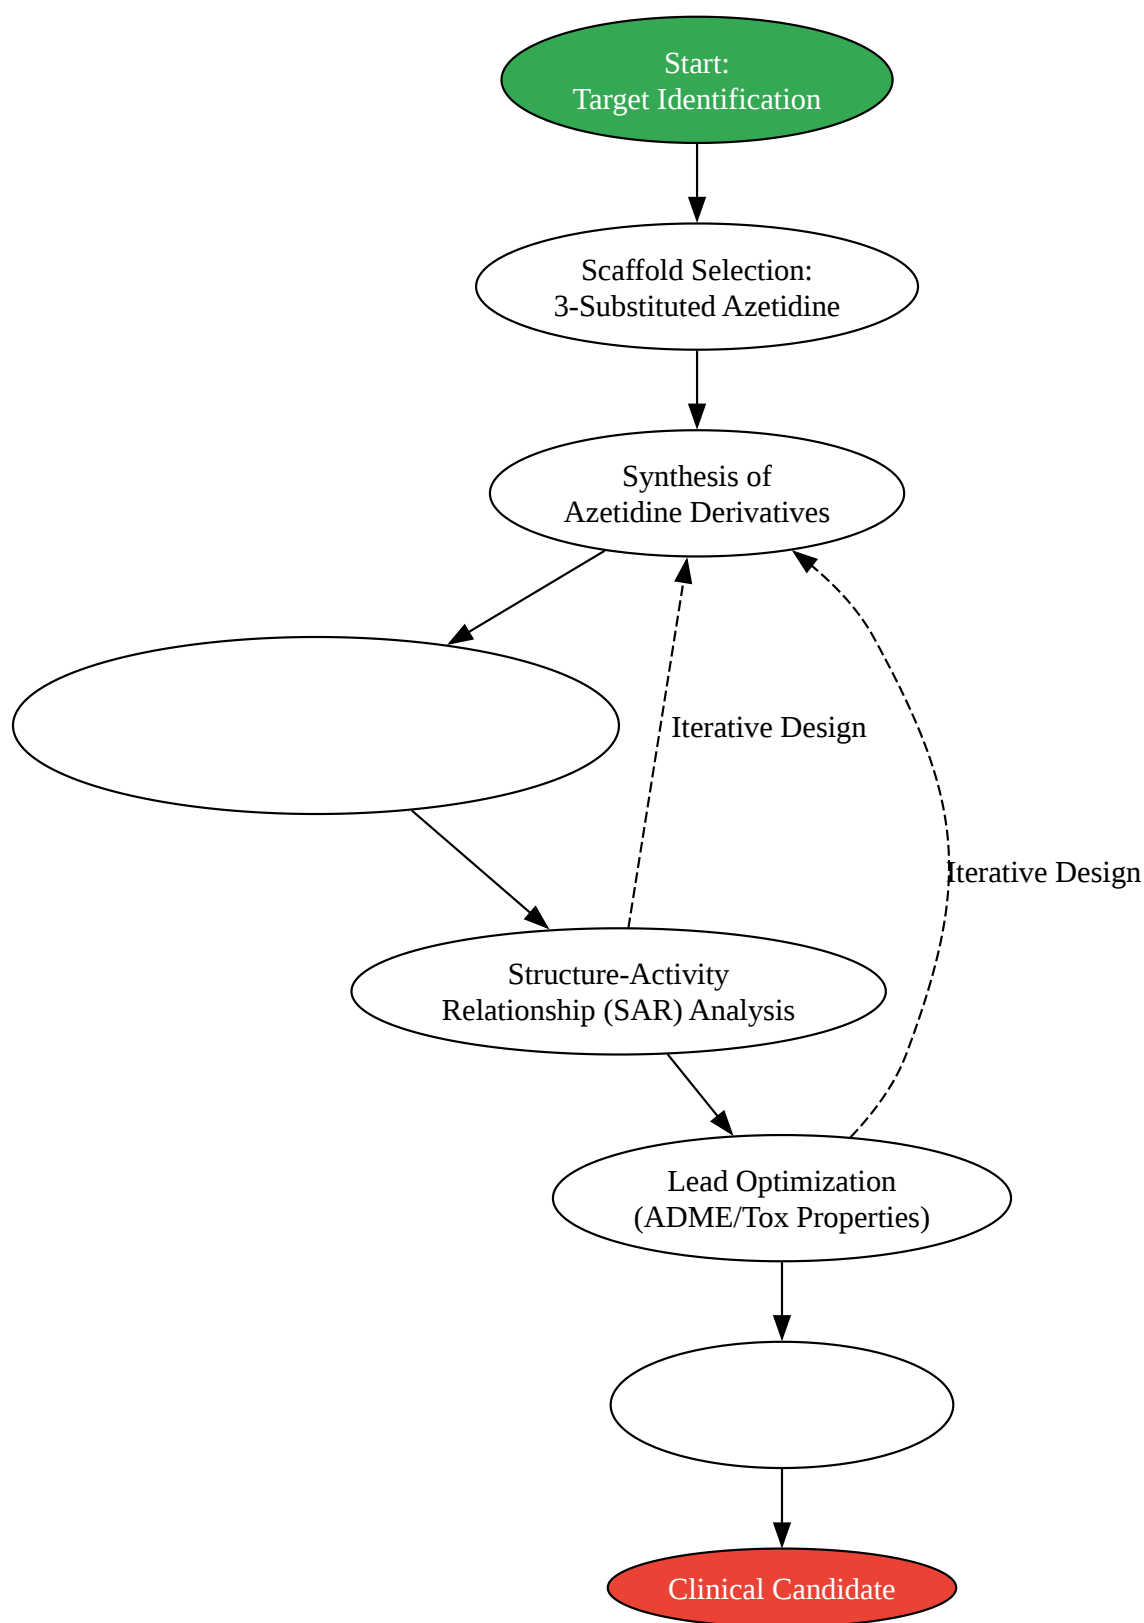 Start:
Target Identification
Scaffold Selection:
3-Substituted Azetidine
Synthesis of
Azetidine Derivatives
Iterative Design
Iterative Design
Structure-Activity
Relationship (SAR) Analysis
Lead Optimization
(ADME/Tox Properties)
Clinical Candidate